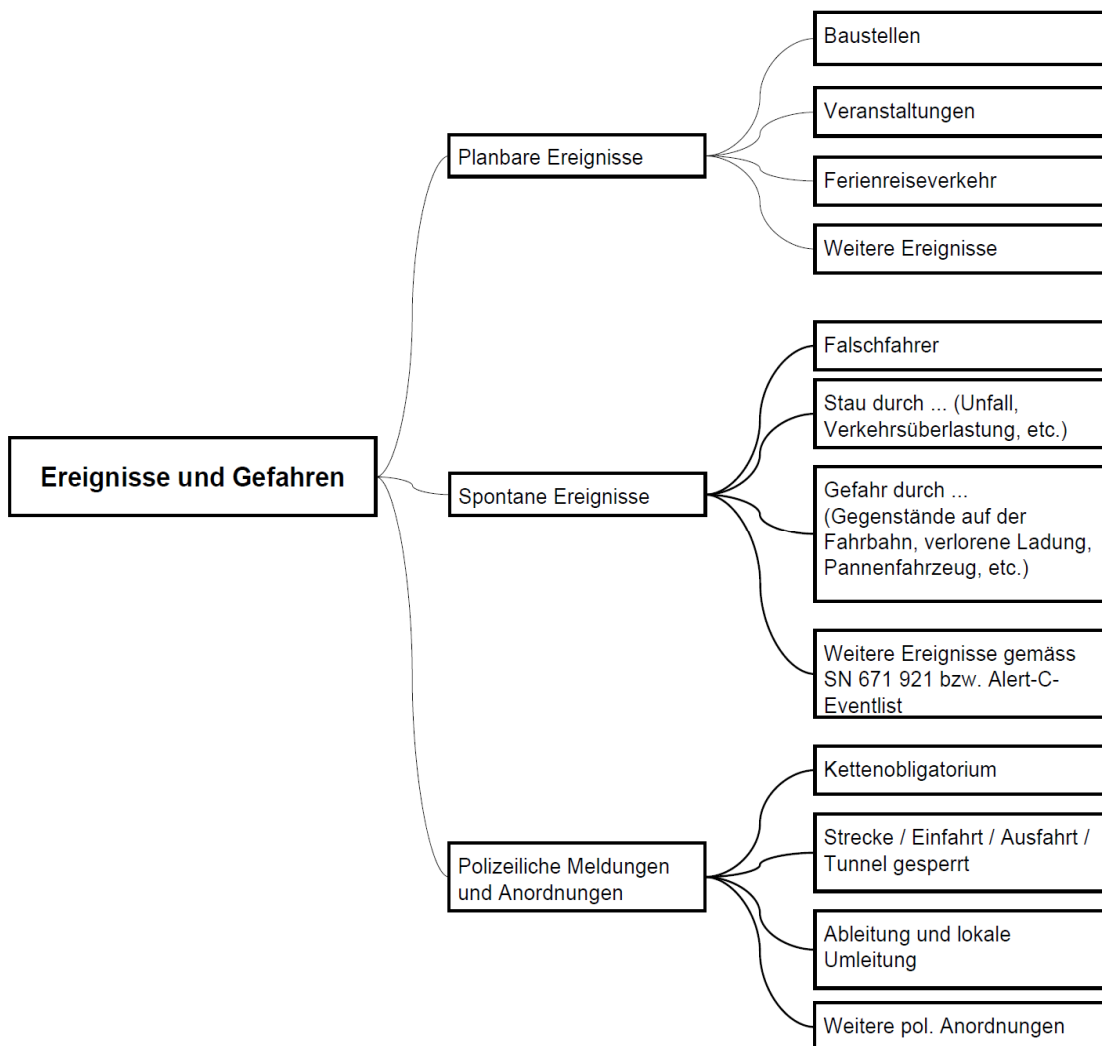 Ereignisse und Gefahren
Planbare Ereignisse
Baustellen
Veranstaltungen
Ferienreiseverkehr
Weitere Ereignisse
Spontane Ereignisse
Falschfahrer
Stau durch ... (Unfall,
Verkehrsüberlastung, etc.)
Gefahr durch ...
(Gegenstände auf der
Fahrbahn, verlorene Ladung,
Pannenfahrzeug, etc.)
Weitere Ereignisse gemäss
SN 671 921 bzw. Alert-C-
Eventlist
Polizeiliche Meldungen
und Anordnungen
Kettenobligatorium
Strecke / Einfahrt / Ausfahrt /
Tunnel gesperrt
Ableitung und lokale
Umleitung
Weitere pol. Anordnungen